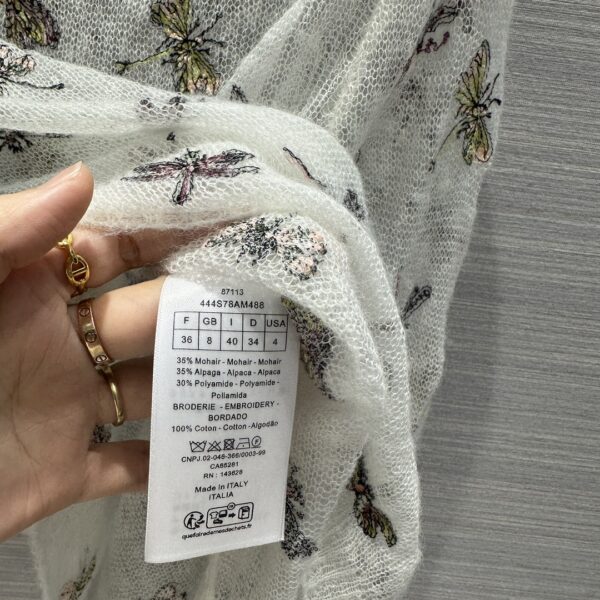 87113
444S78AM488
F GB I D USA
36 8 40 34 4
35% Mohair - Mohair - Mohair
35% Alpaga - Alpaca - Alpaca
30% Polyamide - Polyamide -
Poliamida
BRODERIE - EMBROIDERY -
BORDADO
100% Coton - Cotton - Algodão
CNPJ.02-046-366/0003-99
CA66281
RN : 143628
Made in ITALY
ITALIA
quefairedemesdechets.fr